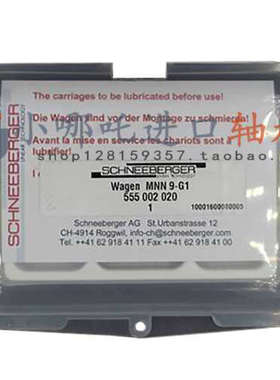 The carriages to be lubricated before use!
Die Wagen sind vor der Montage zu schmieren!
Avant la mise en service les chariots sont à
lubrifier!
小哪吒进口轴承
shop128159357.taobao.
SCHNEEBERGER
LINEAR TECHNOLOGY
SCHNEEBERGER
Wagen MNN 9-G1
555 002 020
1
10001600010005
Schneeberger AG St.Urbanstrasse 12
CH-4914 Roggwil, info-ch@schneeberger.com
Tel. ++41 62 918 41 11 Fax ++41 62 918 41 00